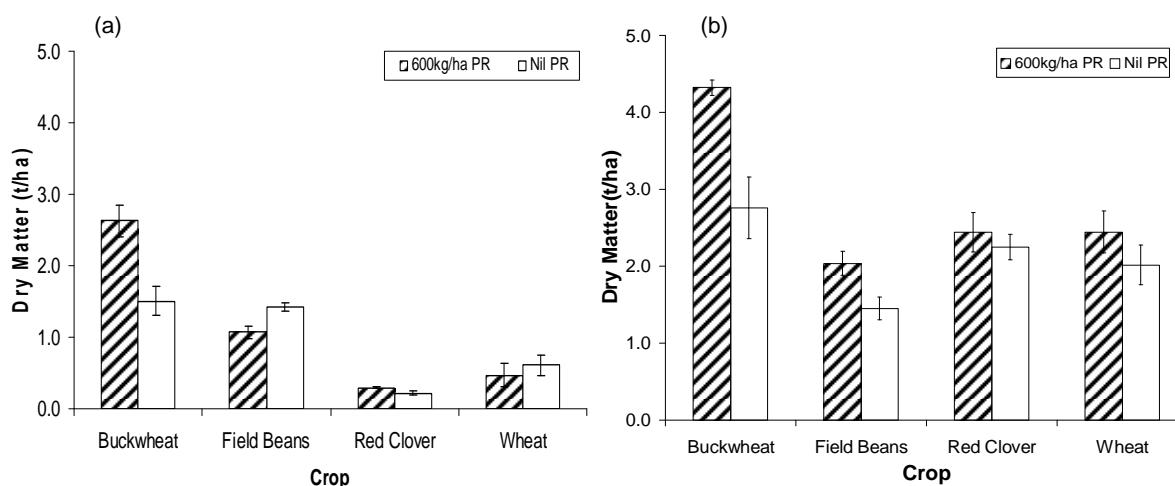 (a)
5.0
4.0
3.0
2.0
1.0
0.0
Dry Matter (t/ha)
600kg/ha PR Nil PR
Buckwheat Field Beans Red Clover Wheat
Crop
(b)
5.0
4.0
3.0
2.0
1.0
0.0
Dry Matter(t/ha)
600kg/ha PR Nil PR
Buckwheat Field Beans Red Clover Wheat
Crop